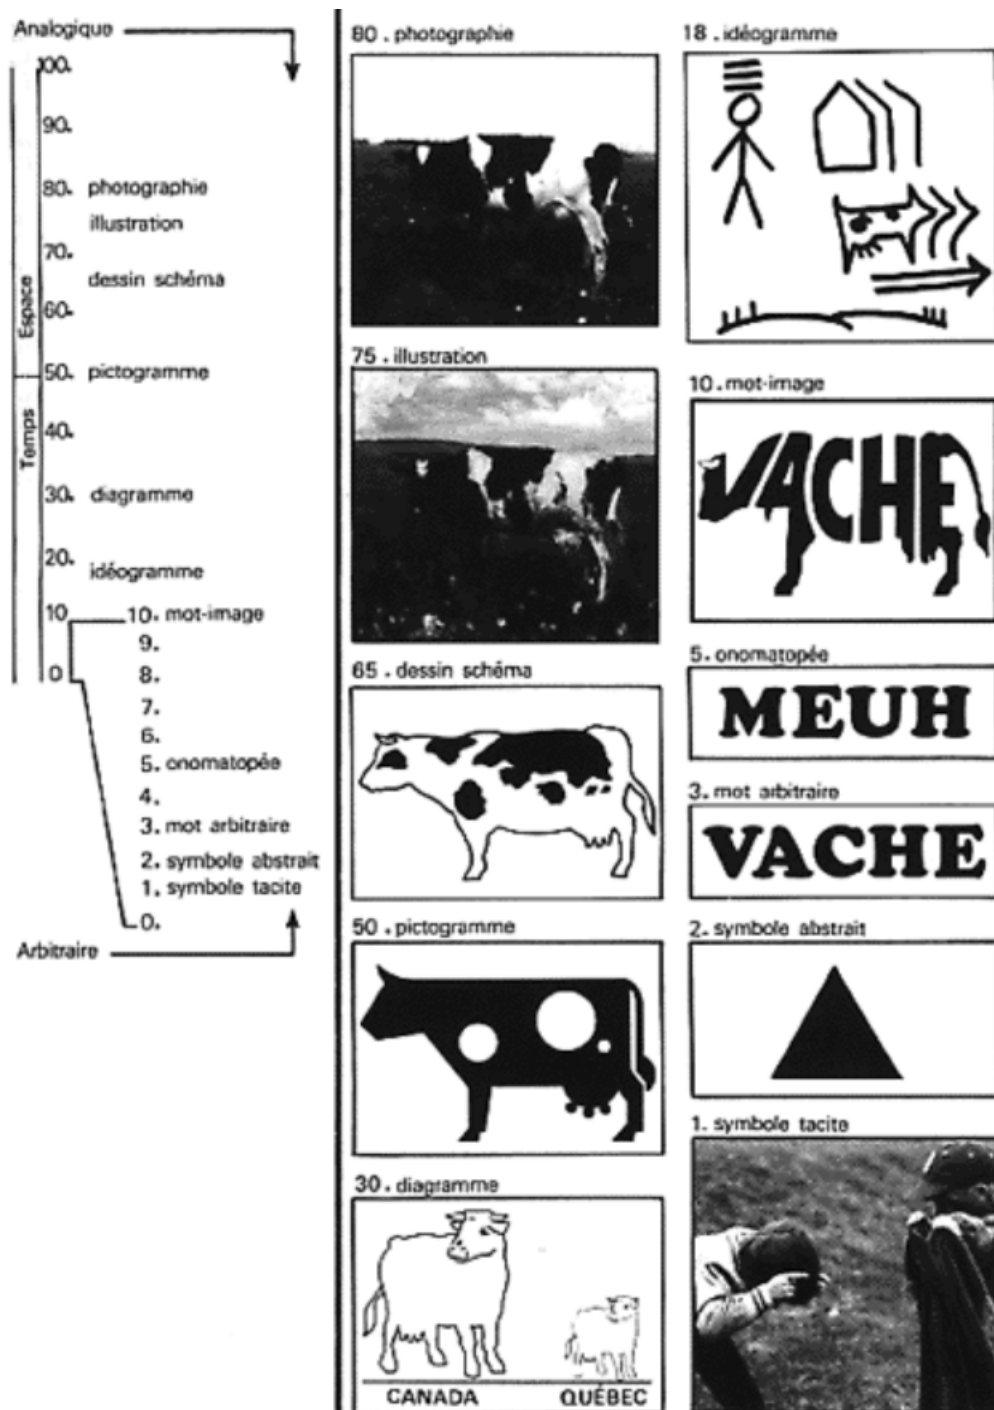 Analogique
100.
90.
80. photographie
illustration
70.
dessin schéma
60.
Espace
50. pictogramme
Temps
40.
30. diagramme
20.
idéogramme
10
10. mot-image
9.
0
8.
7.
6.
5. onomatopée
4.
3. mot arbitraire
2. symbole abstrait
1. symbole tacite
0.
Arbitraire
80. photographie
75. illustration
65. dessin schéma
50. pictogramme
30. diagramme
CANADA QUÉBEC
18. idéogramme
10. mot-image
VACHE
5. onomatopée
MEUH
3. mot arbitraire
VACHE
2. symbole abstrait
1. symbole tacite